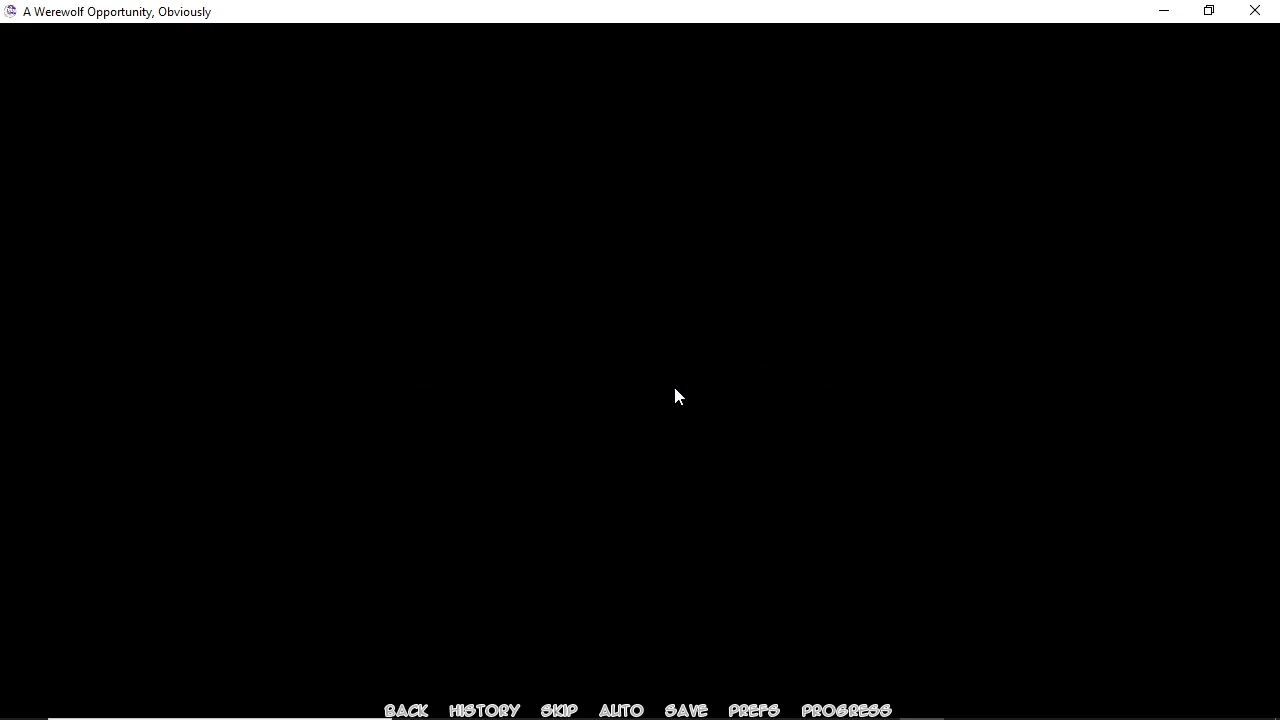 A Werewolf Opportunity, Obviously
BACK HISTORY SKIP AUTO SAVE PREFS PROGRESS